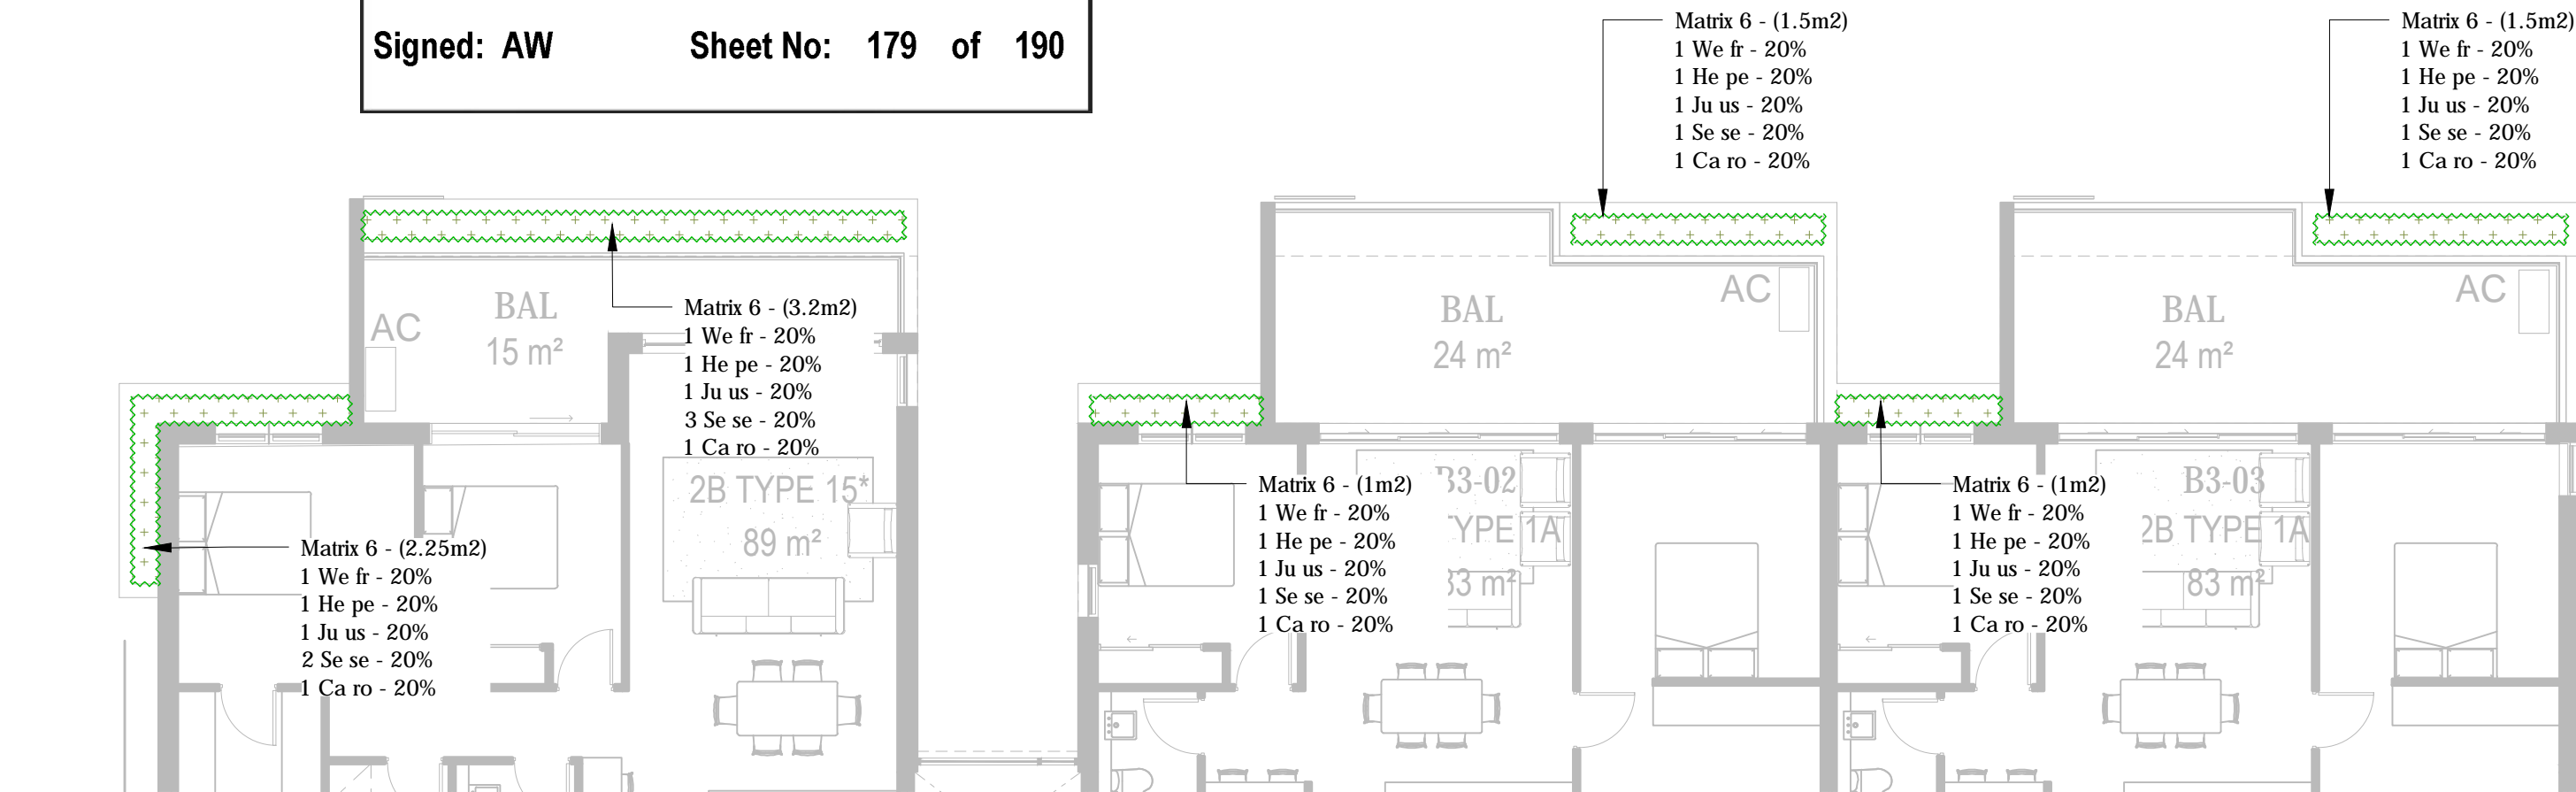 Signed: AW Sheet No: 179 of 190
Matrix 6 - (1.5m2)
1 We fr - 20%
1 He pe - 20%
1 Ju us - 20%
1 Se se - 20%
1 Ca ro - 20%
Matrix 6 - (1.5m2)
1 We fr - 20%
1 He pe - 20%
1 Ju us - 20%
1 Se se - 20%
1 Ca ro - 20%
BAL
15 m²
AC
Matrix 6 - (3.2m2)
1 We fr - 20%
1 He pe - 20%
1 Ju us - 20%
3 Se se - 20%
1 Ca ro - 20%
2B TYPE 15*
89 m²
Matrix 6 - (2.25m2)
1 We fr - 20%
1 He pe - 20%
1 Ju us - 20%
2 Se se - 20%
1 Ca ro - 20%
BAL
24 m²
AC
Matrix 6 - (1m2)
1 We fr - 20%
1 He pe - 20%
1 Ju us - 20%
1 Se se - 20%
1 Ca ro - 20%
33-02
YPE 1A
33 m²
BAL
24 m²
AC
Matrix 6 - (1m2)
1 We fr - 20%
1 He pe - 20%
1 Ju us - 20%
1 Se se - 20%
1 Ca ro - 20%
B3-03
2B TYPE 1A
83 m²